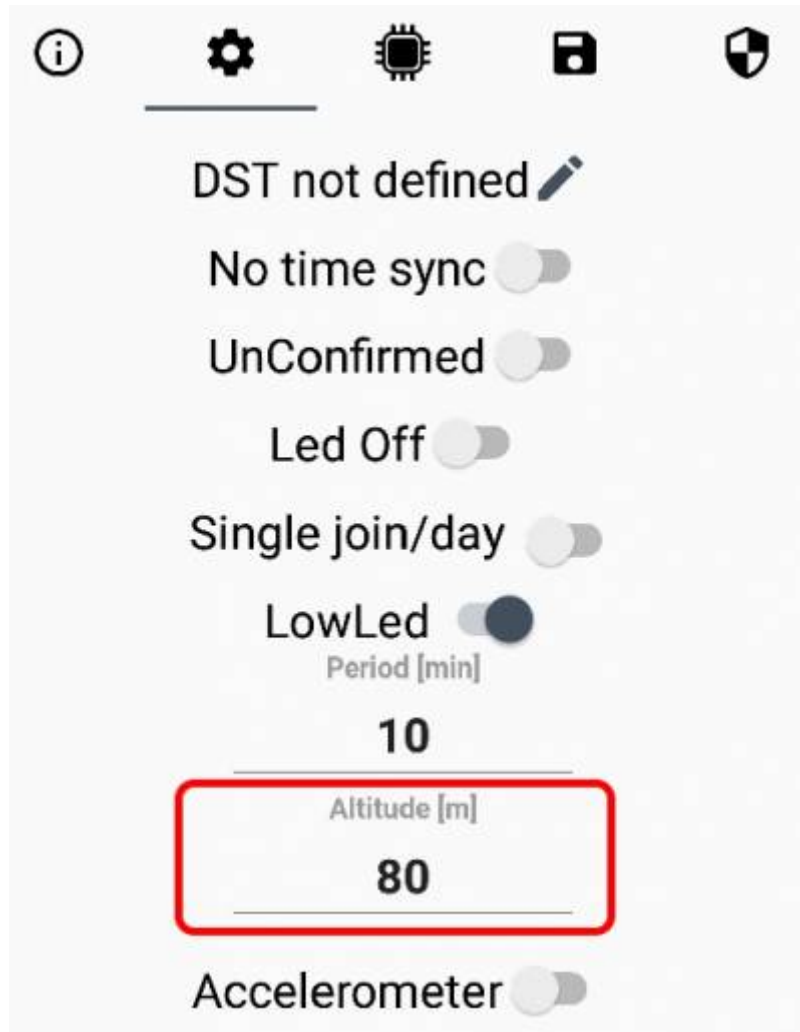 DST not defined
No time sync
UnConfirmed
Led Off
Single join/day
LowLed
Period [min]
10
Altitude [m]
80
Accelerometer